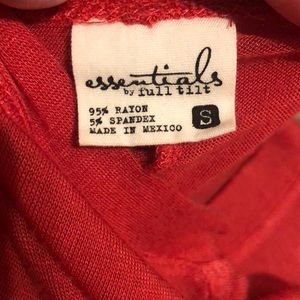 essentials
by full tilt
95% RAYON
5% SPANDEX
MADE IN MEXICO
S